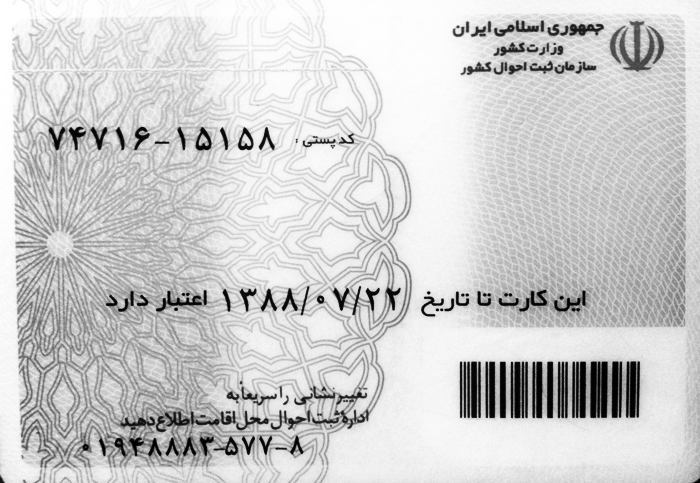 جمهوری اسلامی ایران
وزارت کشور
سازمان ثبت احوال کشور
کد پستی: ۷۴۷۱۶-۱۵۱۵۸
این کارت تا تاریخ ۱۳۸۸/۰۷/۲۲ اعتبار دارد
تغییر نشانی را سریعاً به
اداره ثبت احوال محل اقامت اطلاع دهید
۰۱۹۴۸۸۸۳-۵۷۷-۸